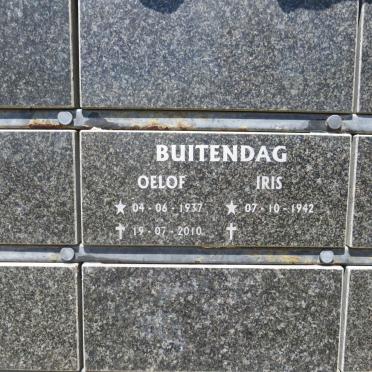 BUITENDAG
OELOF IRIS
★ 04 - 06 - 1937 ★ 07 - 10 - 1942
✝ 19 - 07 - 2010 ✝